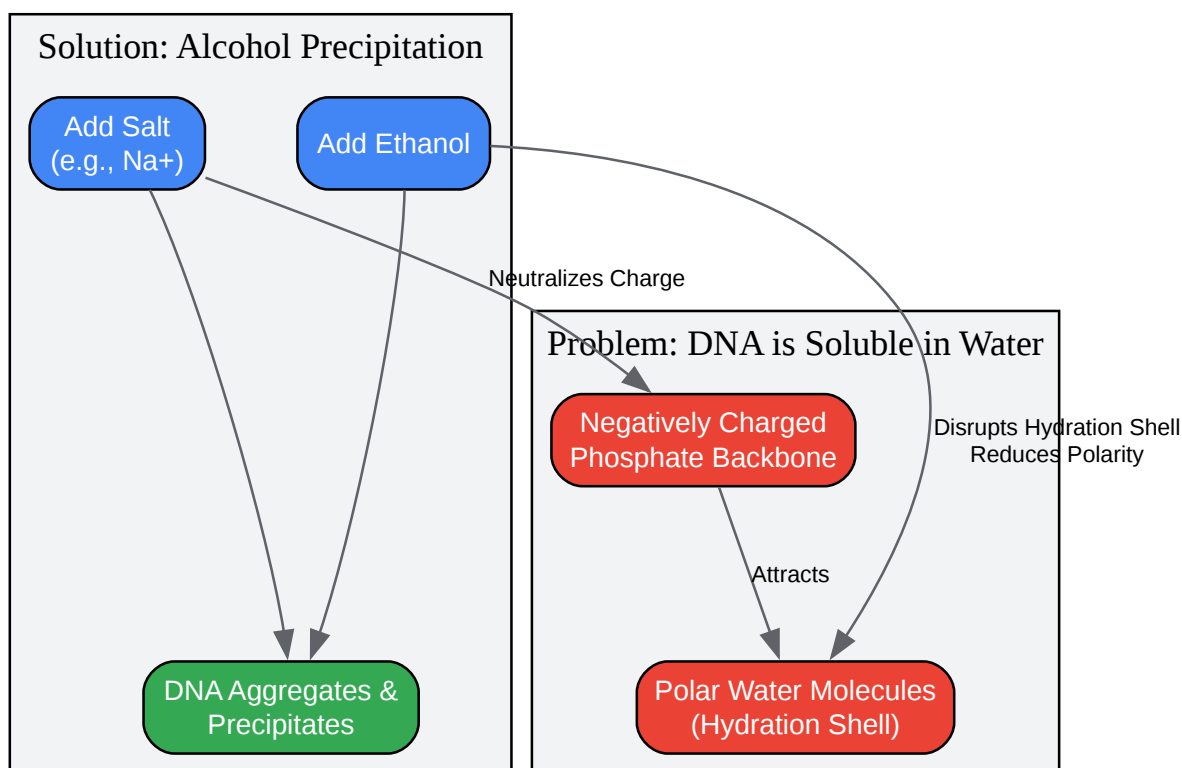 Solution: Alcohol Precipitation
Add Salt
(e.g., Na+)
Add Ethanol
Neutralizes Charge
Problem: DNA is Soluble in Water
Negatively Charged
Phosphate Backbone
Disrupts Hydration Shell
Reduces Polarity
Attracts
DNA Aggregates &
Precipitates
Polar Water Molecules
(Hydration Shell)